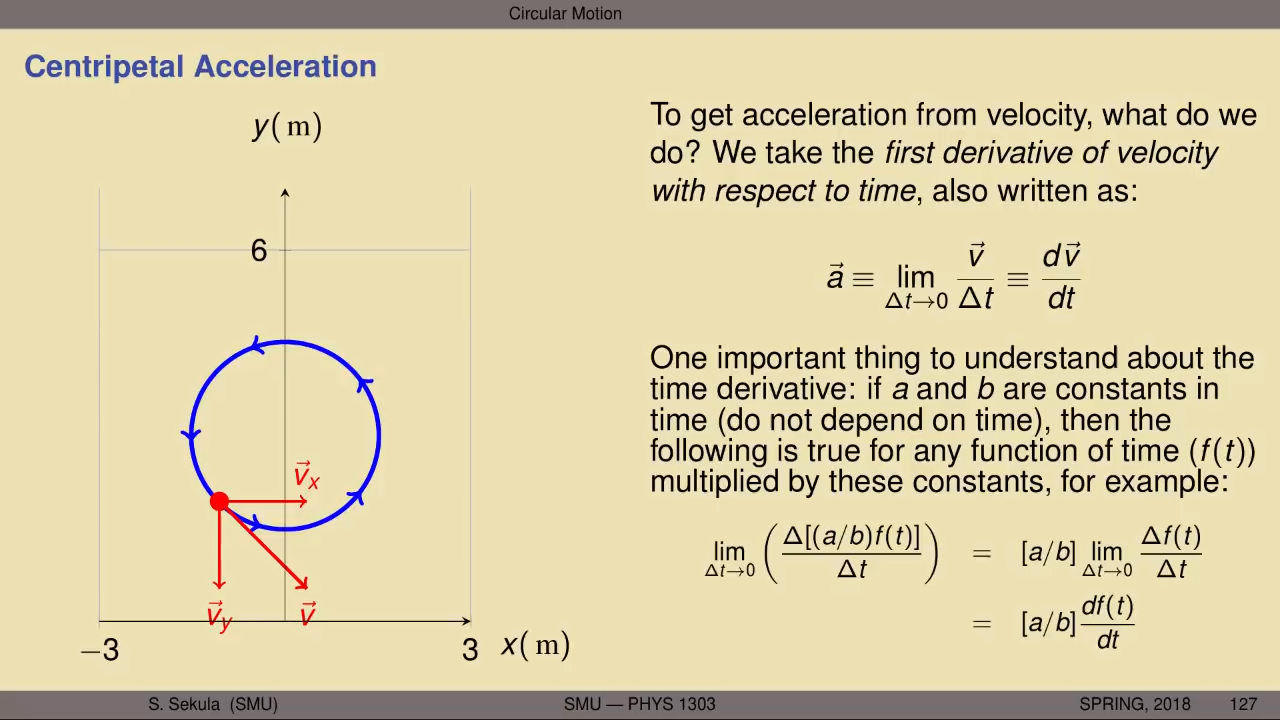 Circular Motion
Centripetal Acceleration
y(m)
6
v⃗ₓ
v⃗_y
v⃗
−3
3
x(m)
To get acceleration from velocity, what do we
do? We take the first derivative of velocity
with respect to time, also written as:
a⃗ ≡ lim_{Δt→0} v⃗/Δt ≡ dv⃗/dt
One important thing to understand about the
time derivative: if a and b are constants in
time (do not depend on time), then the
following is true for any function of time (f(t))
multiplied by these constants, for example:
lim_{Δt→0} (Δ[(a/b)f(t)]/Δt) = [a/b] lim_{Δt→0} Δf(t)/Δt
= [a/b] df(t)/dt
S. Sekula (SMU)
SMU — PHYS 1303
SPRING, 2018
127